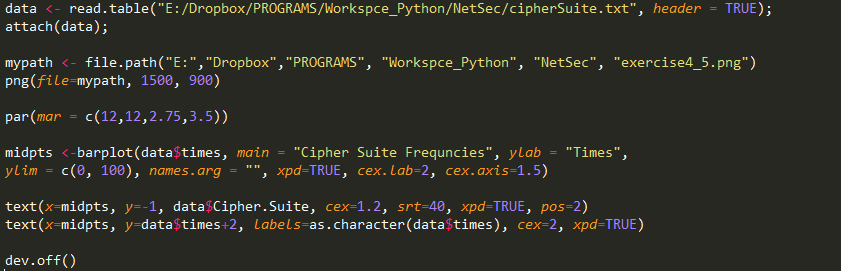 data <- read.table("E:/Dropbox/PROGRAMS/Workspce_Python/NetSec/cipherSuite.txt", header = TRUE);
attach(data);
mypath <- file.path("E:","Dropbox","PROGRAMS", "Workspce_Python", "NetSec", "exercise4_5.png")
png(file=mypath, 1500, 900)
par(mar = c(12,12,2.75,3.5))
midpts <-barplot(data$times, main = "Cipher Suite Frequncies", ylab = "Times",
ylim = c(0, 100), names.arg = "", xpd=TRUE, cex.lab=2, cex.axis=1.5)
text(x=midpts, y=-1, data$Cipher.Suite, cex=1.2, srt=40, xpd=TRUE, pos=2)
text(x=midpts, y=data$times+2, labels=as.character(data$times), cex=2, xpd=TRUE)
dev.off()